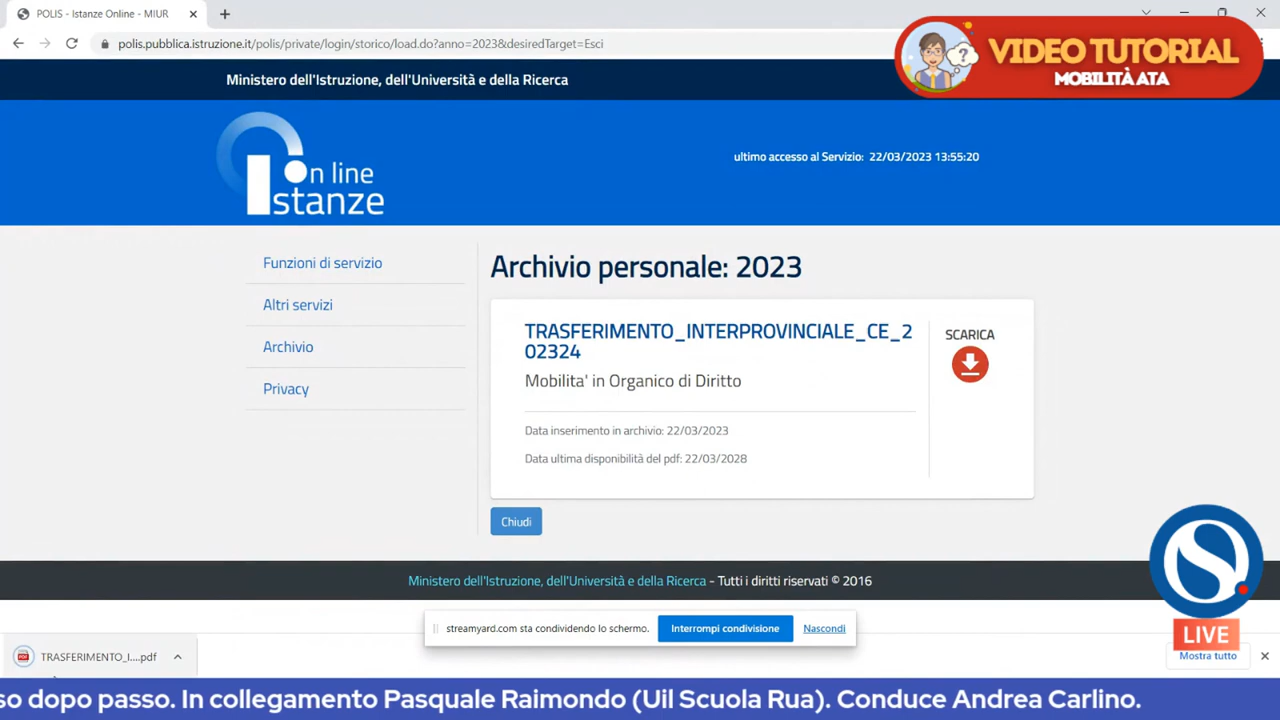 POLIS - Istanze Online - MIUR
polis.pubblica.istruzione.it/polis/private/login/storico/load.do?anno=2023&desiredTarget=Esci
VIDEO TUTORIAL
MOBILITÀ ATA
Ministero dell'Istruzione, dell'Università e della Ricerca
On line
Istanze
ultimo accesso al Servizio: 22/03/2023 13:55:20
Funzioni di servizio
Altri servizi
Archivio
Privacy
Archivio personale: 2023
TRASFERIMENTO_INTERPROVINCIALE_CE_2
02324
Mobilita' in Organico di Diritto
Data inserimento in archivio: 22/03/2023
Data ultima disponibilità del pdf: 22/03/2028
SCARICA
Chiudi
Ministero dell'Istruzione, dell'Università e della Ricerca - Tutti i diritti riservati © 2016
streamyard.com sta condividendo lo schermo.
Interrompi condivisione
Nascondi
S
LIVE
TRASFERIMENTO_I....pdf
Mostra tutto
so dopo passo. In collegamento Pasquale Raimondo (Uil Scuola Rua). Conduce Andrea Carlino.